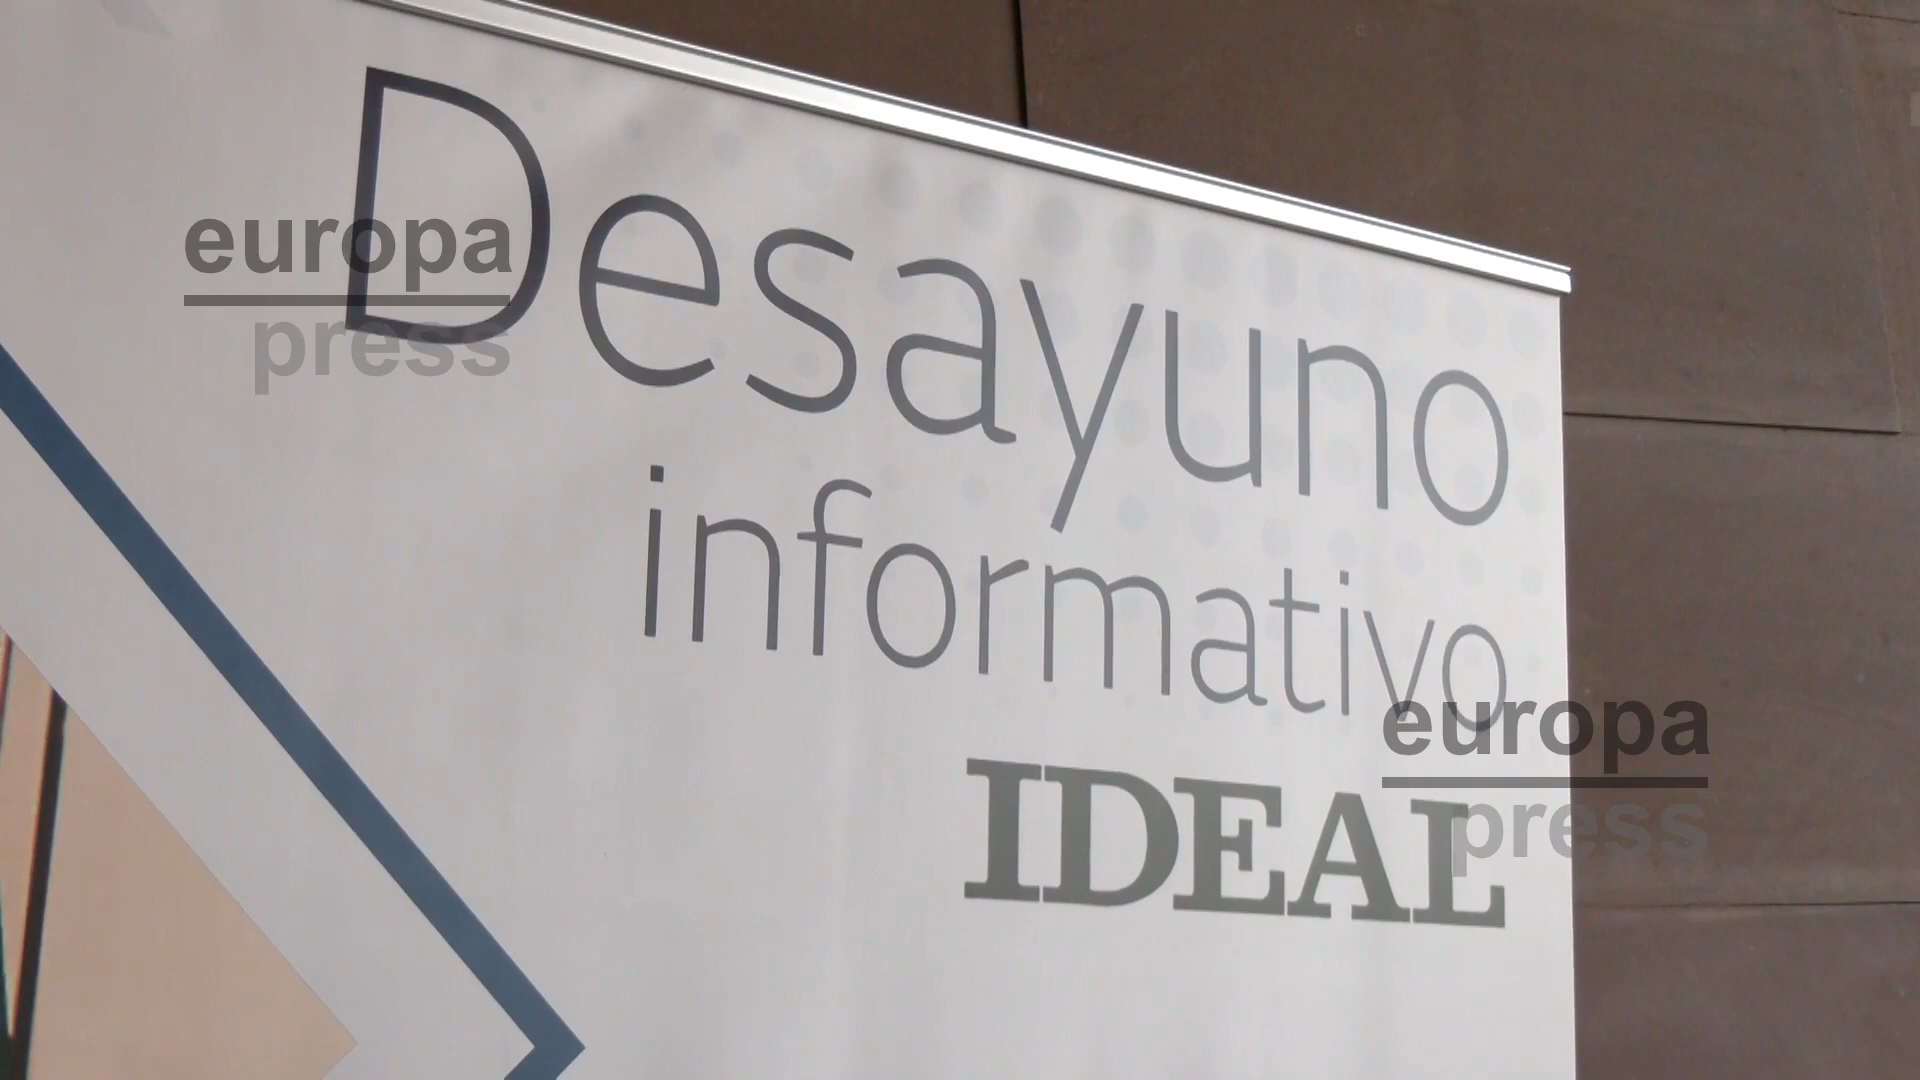 Desayuno
informativo
IDEAL
europa
press
europa
press